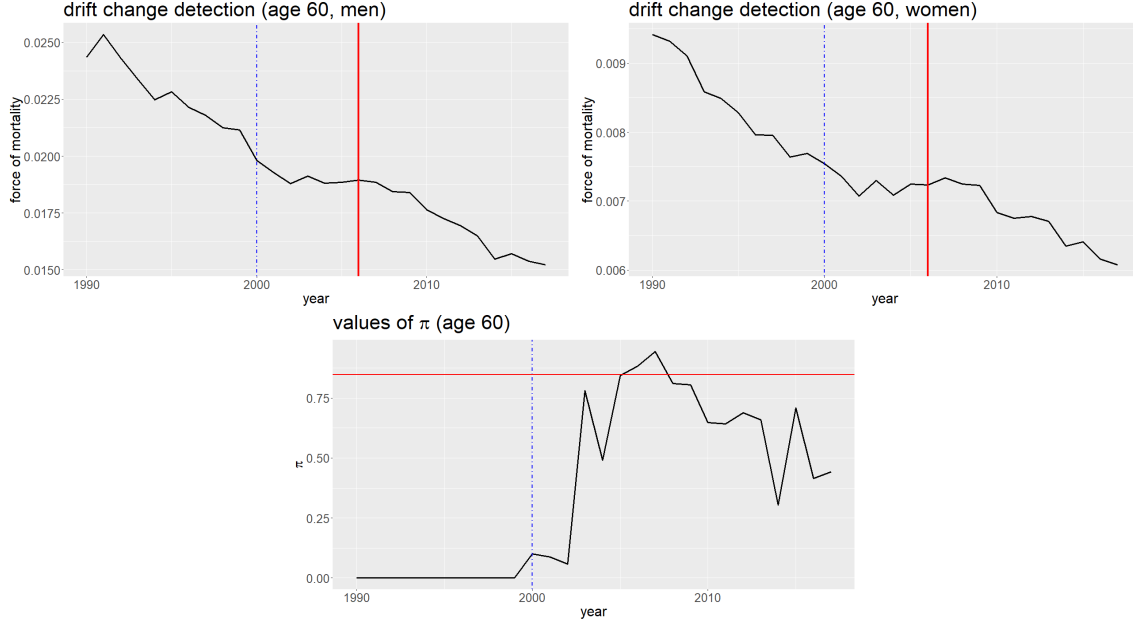 drift change detection (age 60, men)
force of mortality
0.0250
0.0225
0.0200
0.0175
0.0150
1990
2000
2010
year
drift change detection (age 60, women)
force of mortality
0.009
0.008
0.007
0.006
1990
2000
2010
year
values of π (age 60)
π
0.75
0.50
0.25
0.00
1990
2000
2010
year